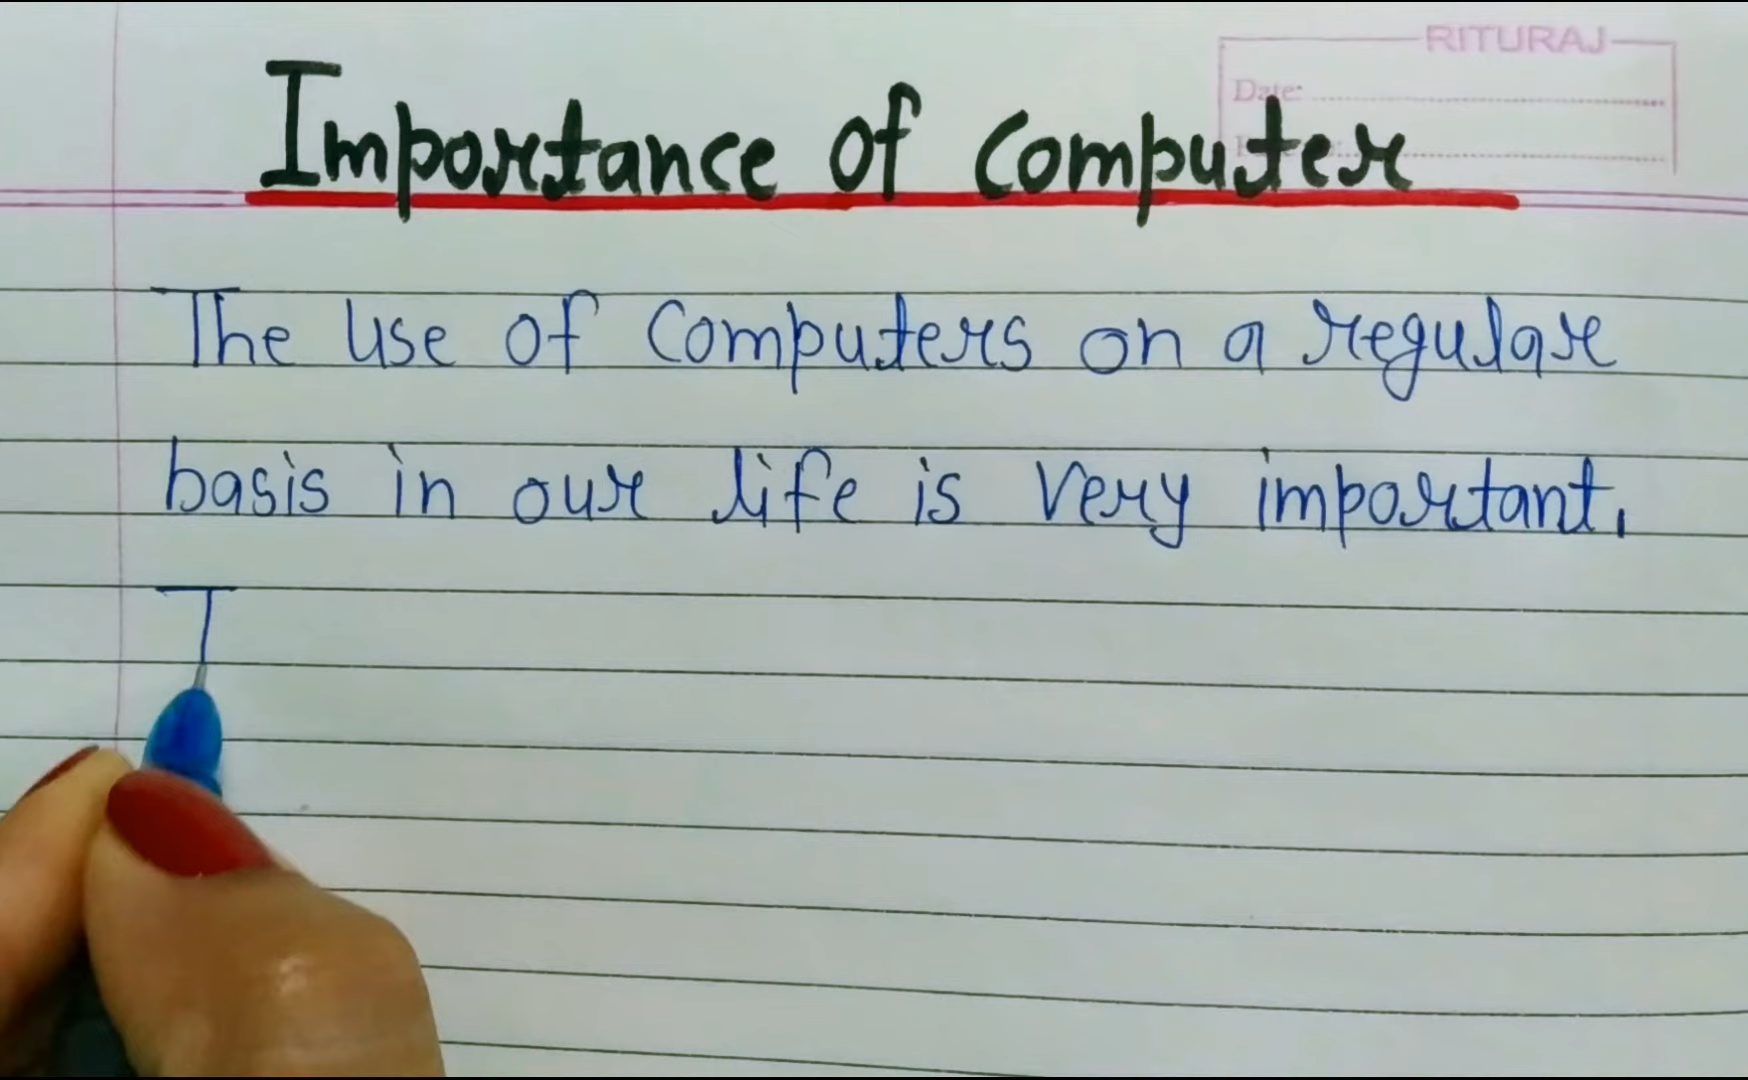 RITURAJ
Date:
Importance of Computer
The use of Computers on a regular
basis in our life is very important.
T